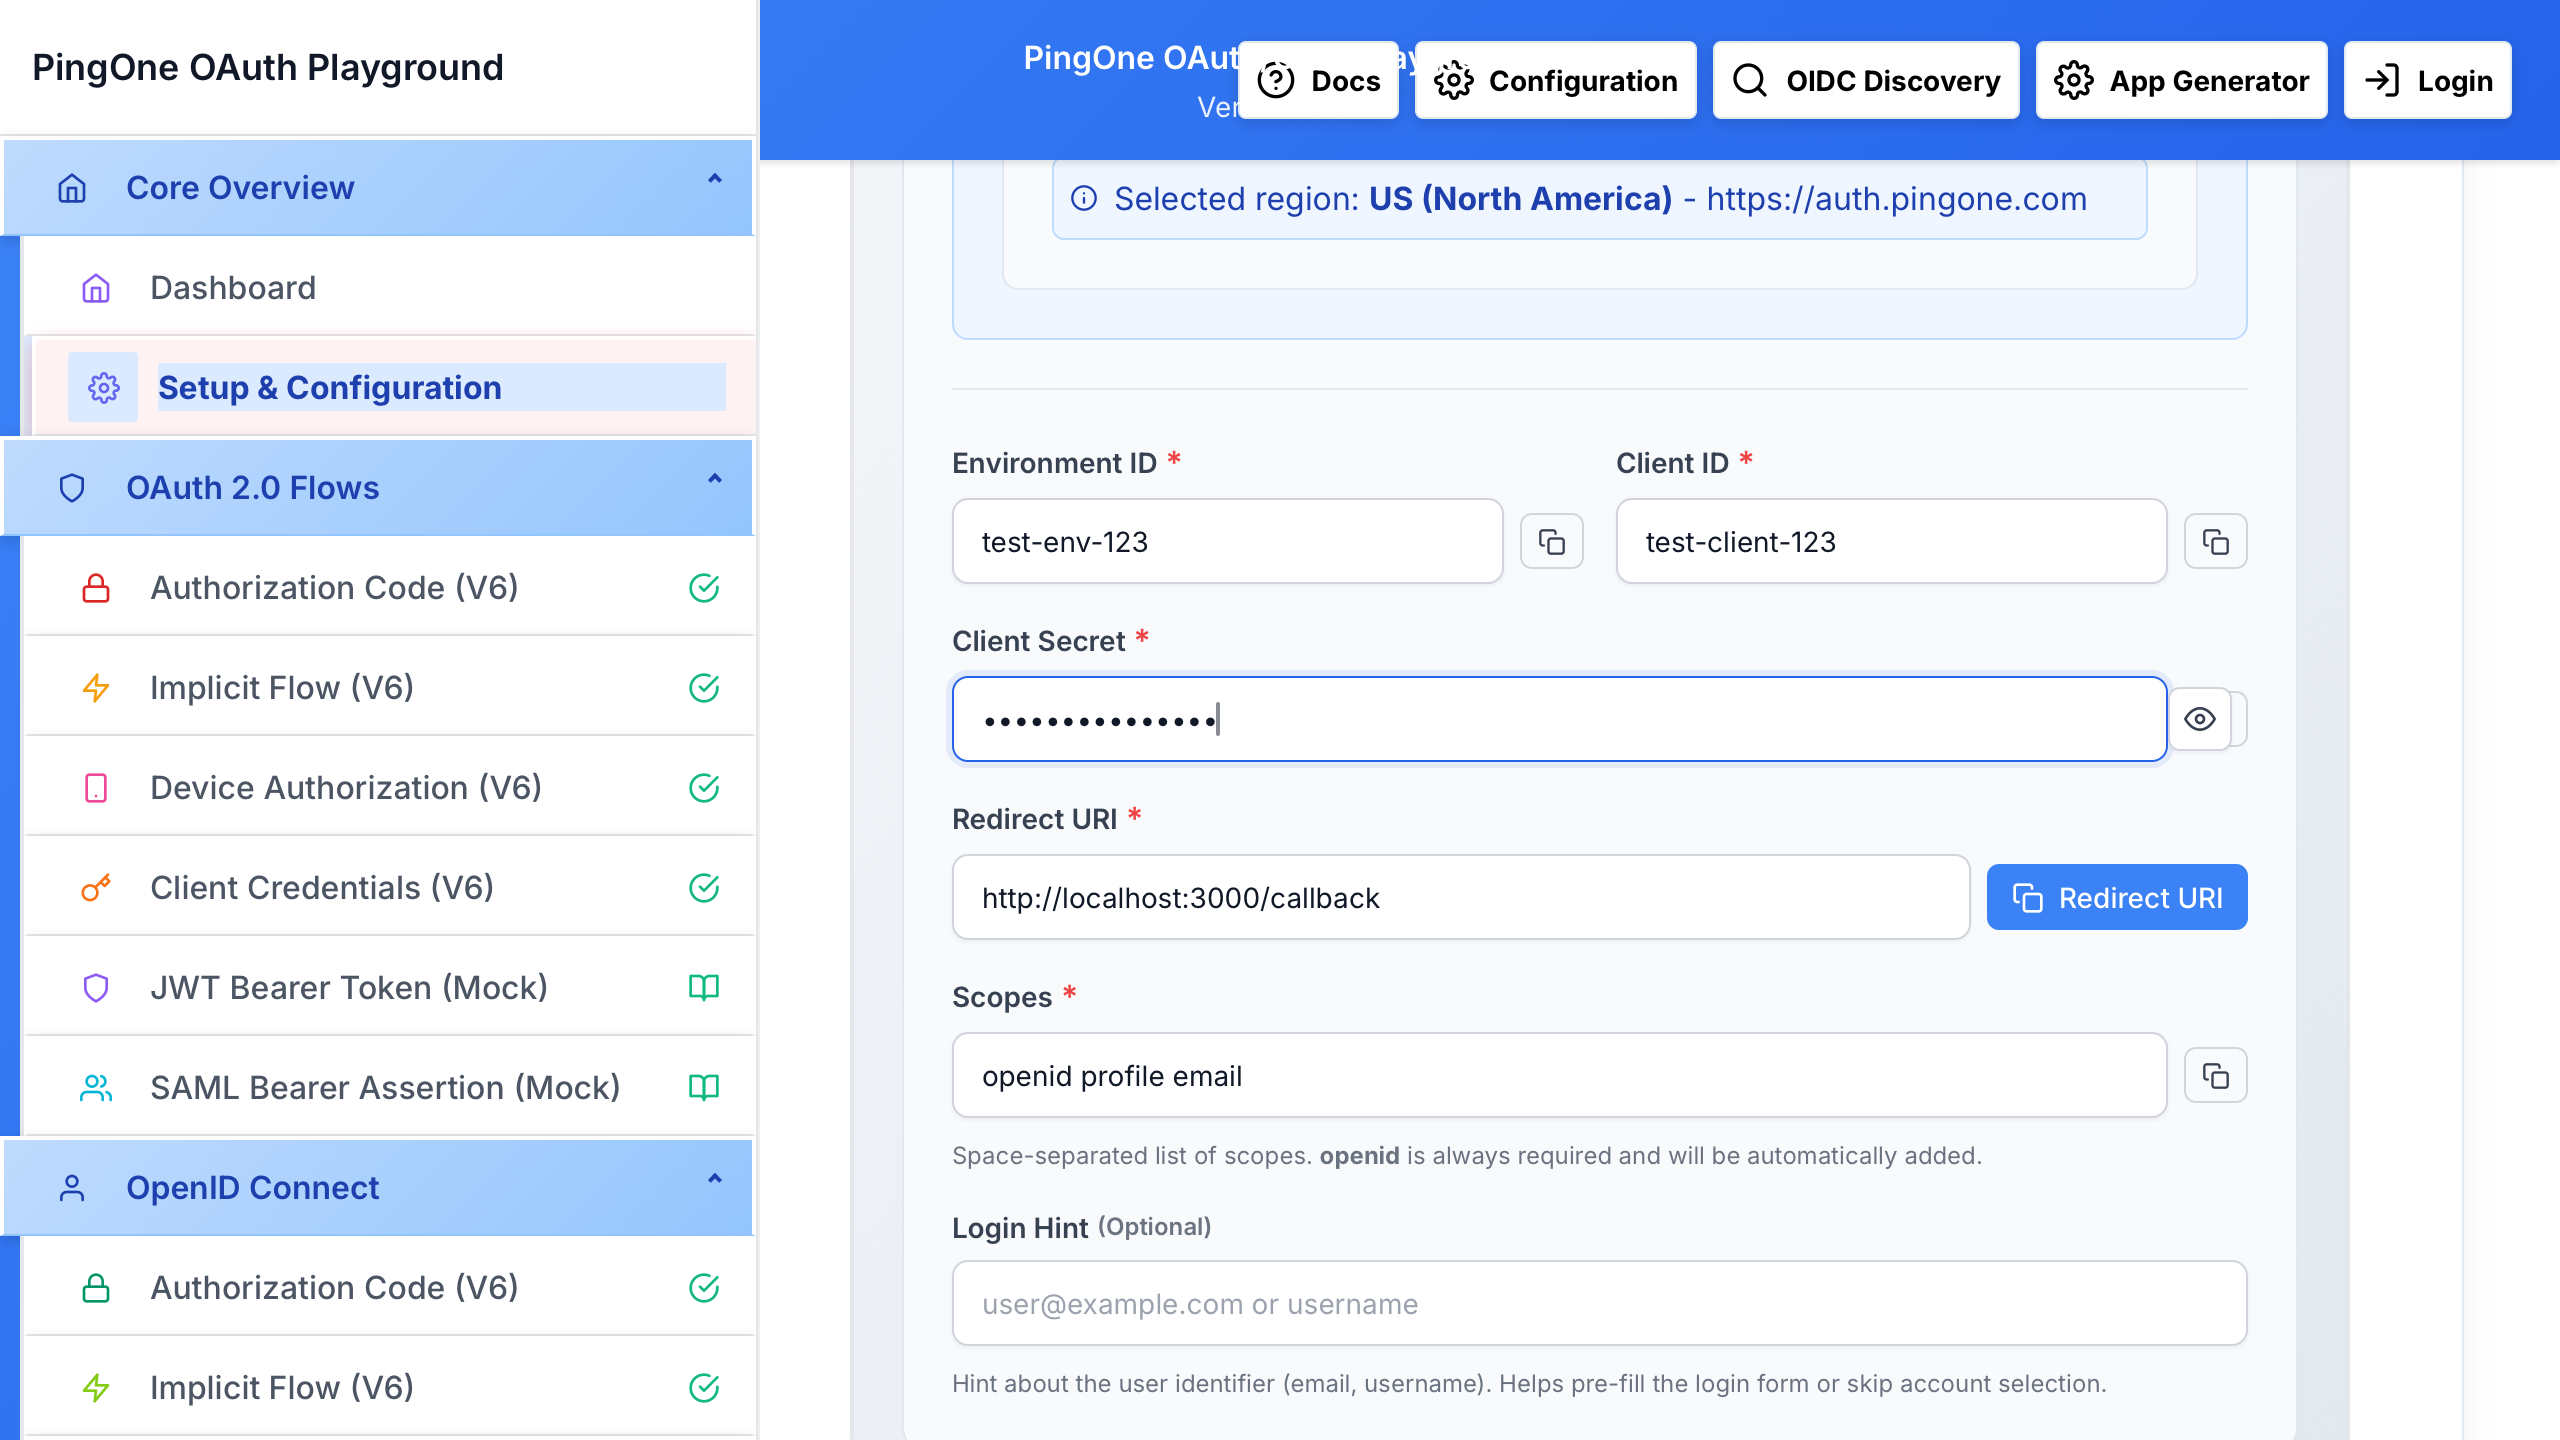 PingOne OAuth Playground
Core Overview
Dashboard
Setup & Configuration
OAuth 2.0 Flows
Authorization Code (V6)
Implicit Flow (V6)
Device Authorization (V6)
Client Credentials (V6)
JWT Bearer Token (Mock)
SAML Bearer Assertion (Mock)
OpenID Connect
Authorization Code (V6)
Implicit Flow (V6)
PingOne
Docs
Configuration
OIDC Discovery
App Generator
Login
Selected region: US (North America) - https://auth.pingone.com
Environment ID *
Client ID *
test-env-123
test-client-123
Client Secret *
•••••••••••••••
Redirect URI *
http://localhost:3000/callback
Redirect URI
Scopes *
openid profile email
Space-separated list of scopes. openid is always required and will be automatically added.
Login Hint (Optional)
user@example.com or username
Hint about the user identifier (email, username). Helps pre-fill the login form or skip account selection.